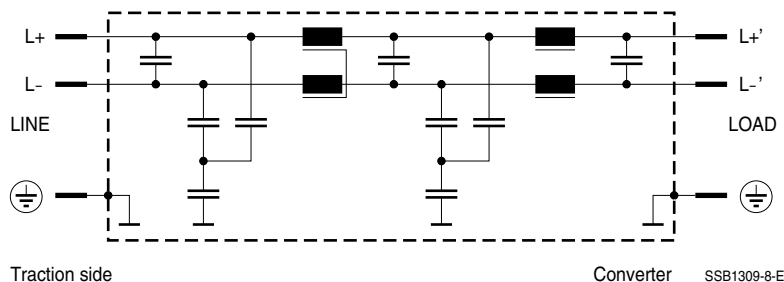 L+ L+’
L− L−’
LINE LOAD
Traction side Converter SSB1309-8-E